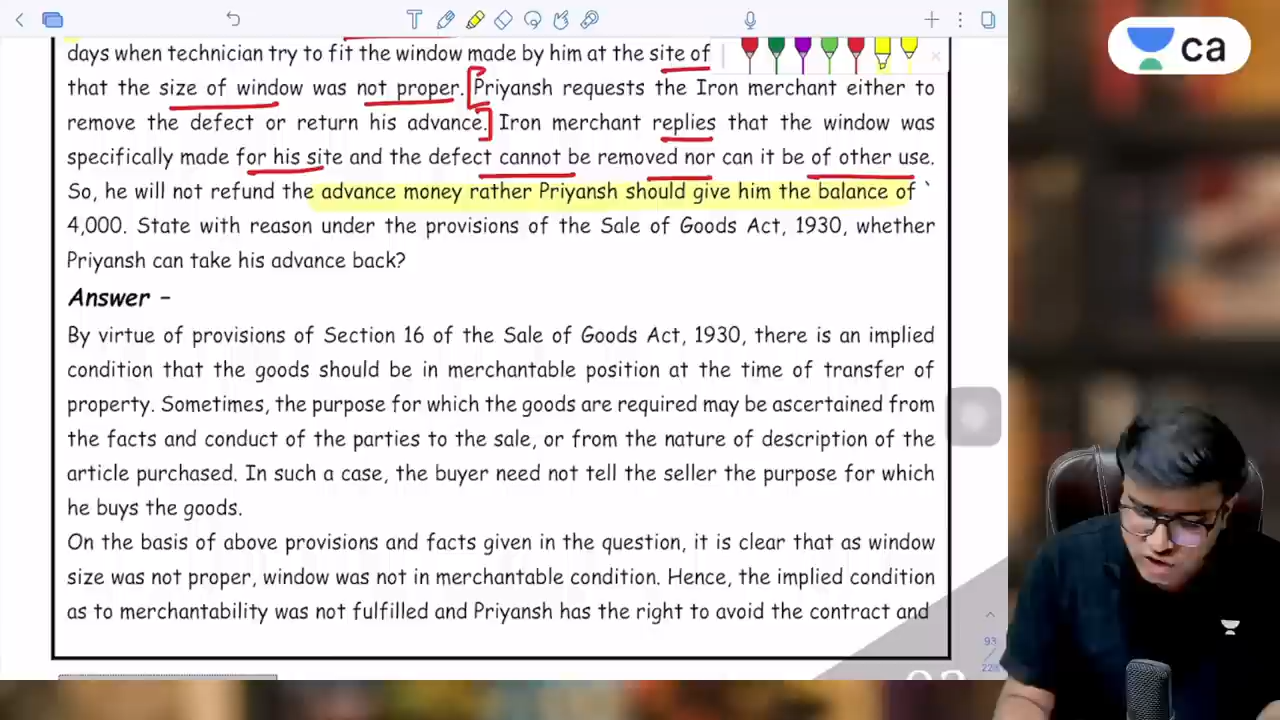 ca
days when technician try to fit the window made by him at the site of
that the size of window was not proper. Priyansh requests the Iron merchant either to
remove the defect or return his advance. Iron merchant replies that the window was
specifically made for his site and the defect cannot be removed nor can it be of other use.
So, he will not refund the advance money rather Priyansh should give him the balance of `
4,000. State with reason under the provisions of the Sale of Goods Act, 1930, whether
Priyansh can take his advance back?
Answer –
By virtue of provisions of Section 16 of the Sale of Goods Act, 1930, there is an implied
condition that the goods should be in merchantable position at the time of transfer of
property. Sometimes, the purpose for which the goods are required may be ascertained from
the facts and conduct of the parties to the sale, or from the nature of description of the
article purchased. In such a case, the buyer need not tell the seller the purpose for which
he buys the goods.
On the basis of above provisions and facts given in the question, it is clear that as window
size was not proper, window was not in merchantable condition. Hence, the implied condition
as to merchantability was not fulfilled and Priyansh has the right to avoid the contract and
93